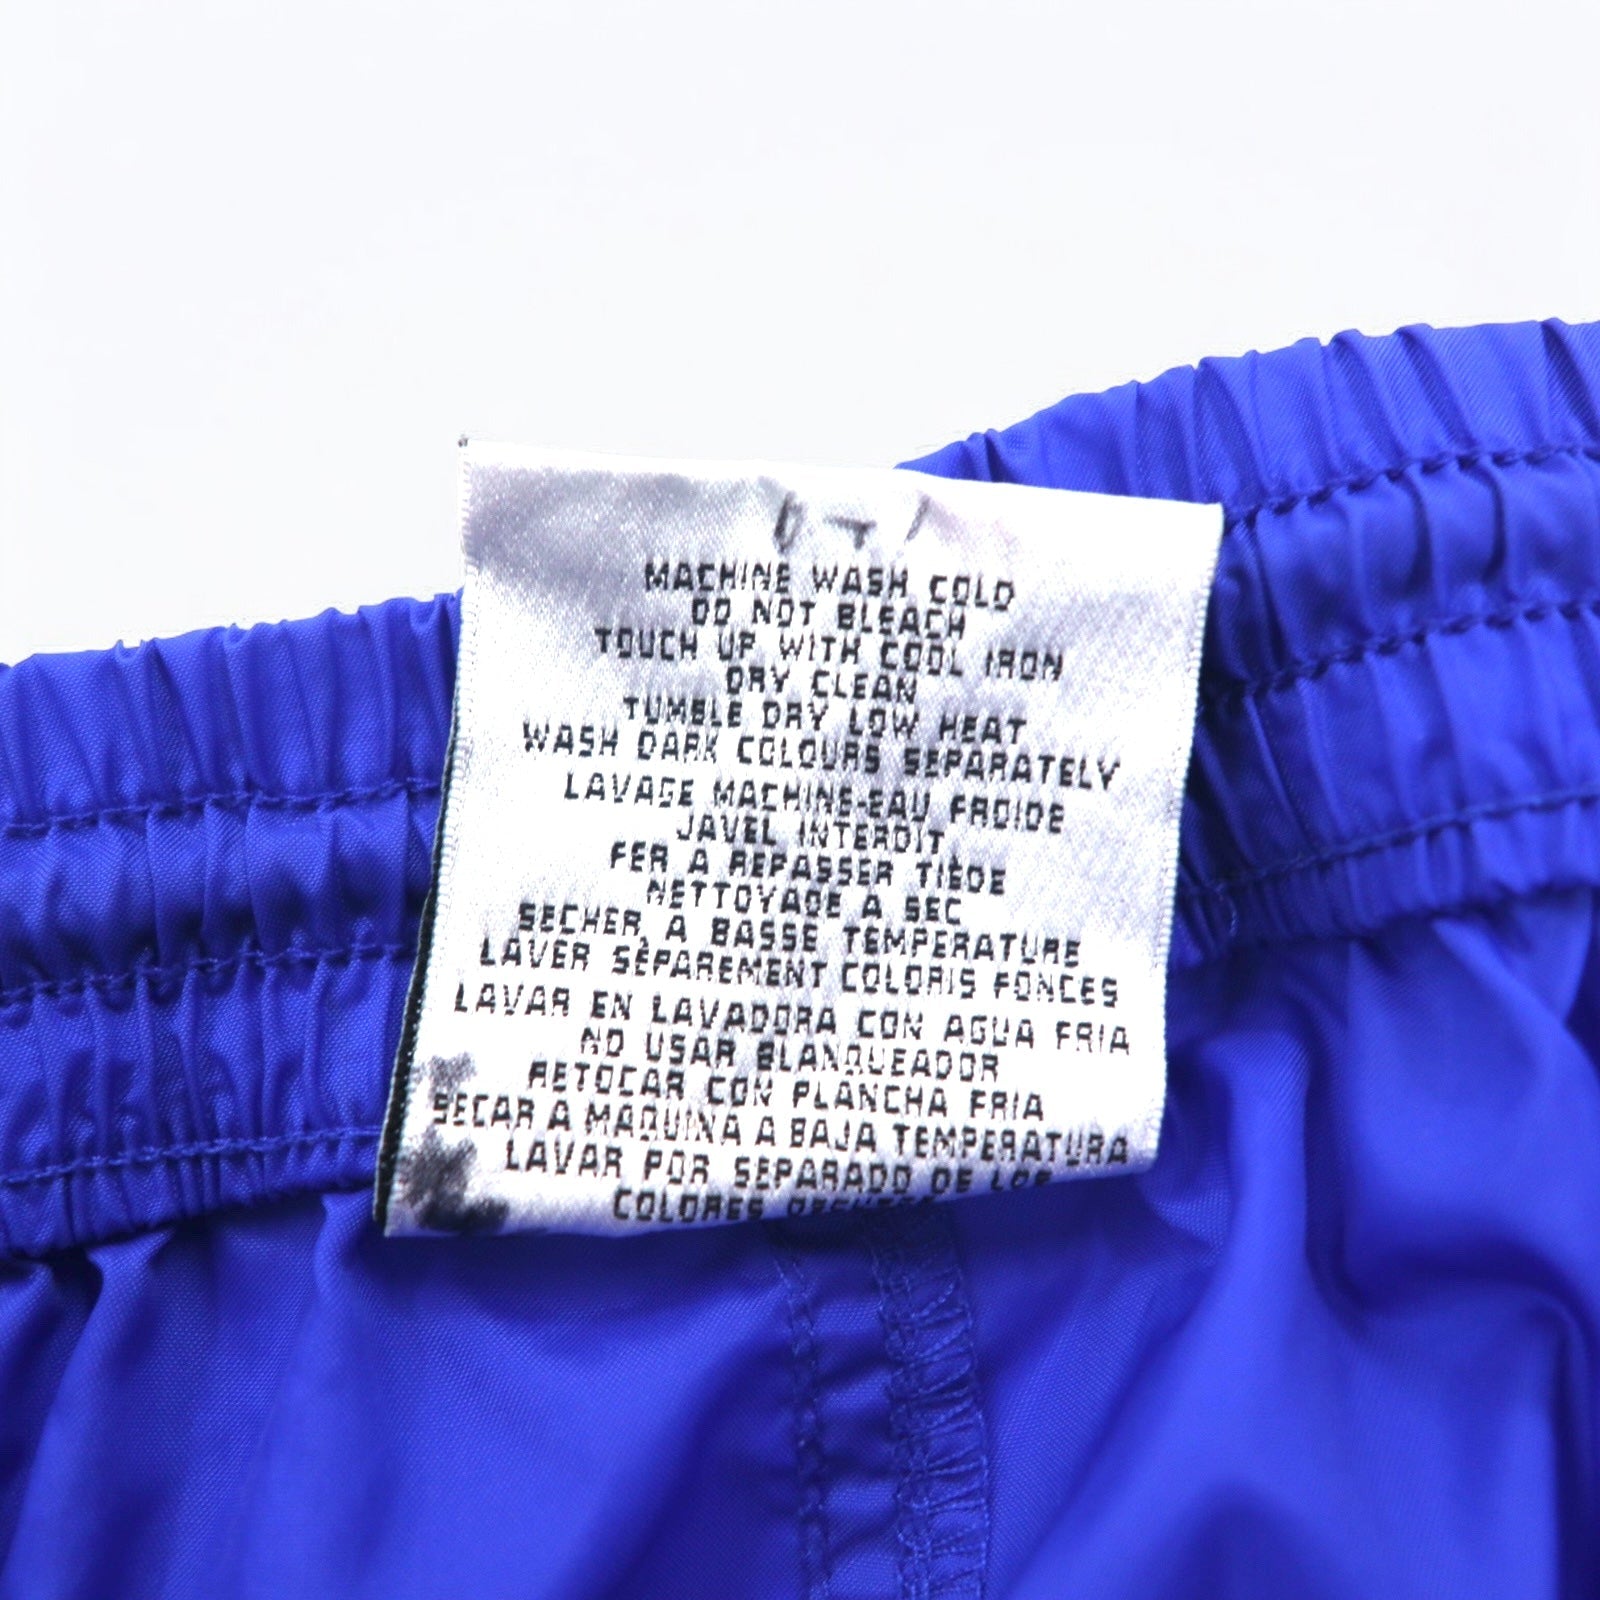 MACHINE WASH COLD
DO NOT BLEACH
TOUCH UP WITH COOL IRON
DRY CLEAN
TUMBLE DRY LOW HEAT
WASH DARK COLOURS SEPARATELY
LAVAGE MACHINE-EAU FROIDE
JAVEL INTERDIT
FER A REPASSER TIÈDE
NETTOYAGE A SEC
SECHER, A BASSE TEMPERATURE
LAVER SÉPAREMENT COLORIS FONCES
LAVAR EN LAVADORA CON AGUA FRIA
NO USAR BLANQUEADOR
RETOCAR CON PLANCHA FRIA
SECAR A MAQUINA A BAJA TEMPERATURA
LAVAR POR SEPARADO DE LOS
COLORES